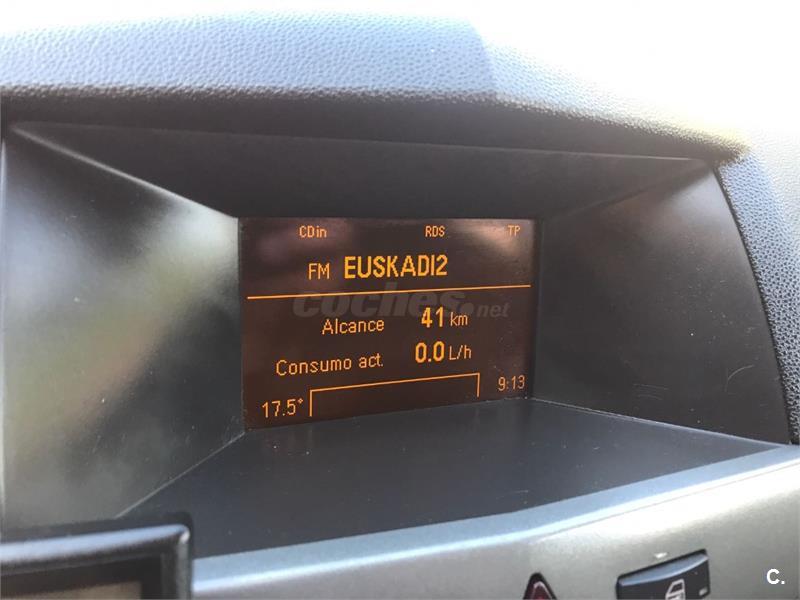 CDin RDS TP
FM EUSKADI2
coches.net
Alcance 41 km
Consumo act. 0.0 L/h
17.5° 9:13
C.